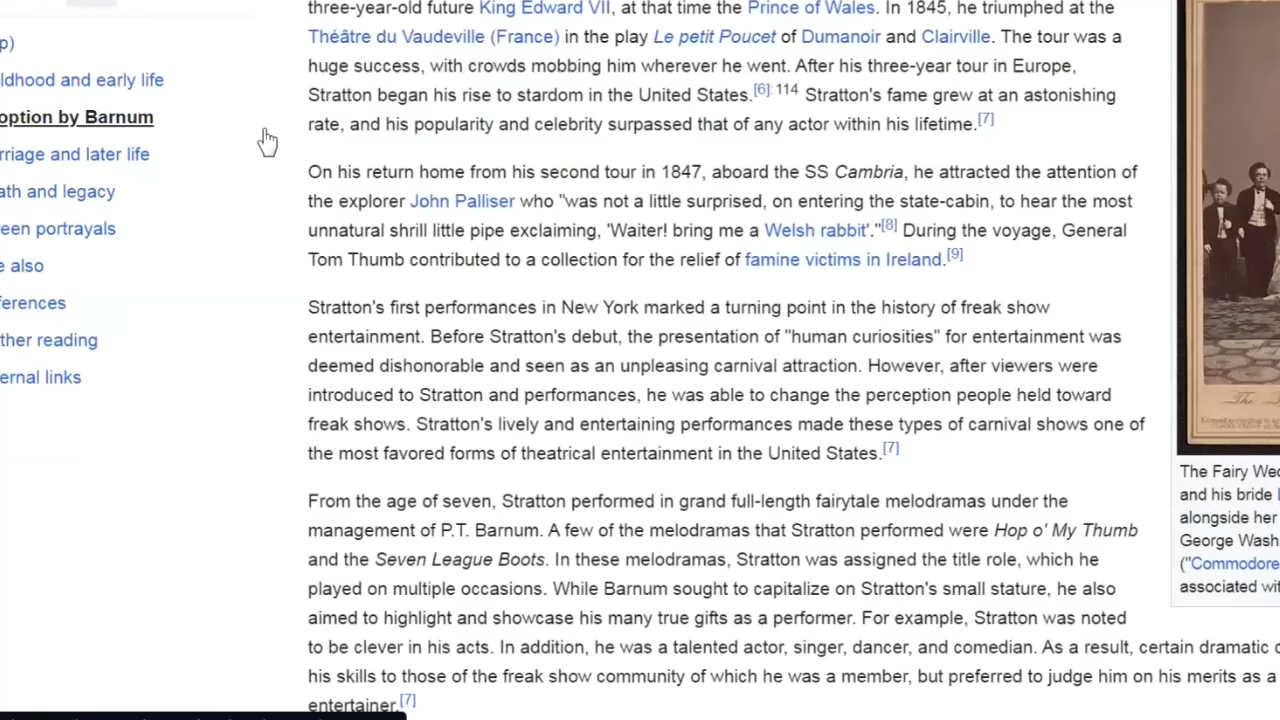 three-year-old future King Edward VII, at that time the Prince of Wales. In 1845, he triumphed at the
Théâtre du Vaudeville (France) in the play Le petit Poucet of Dumanoir and Clairville. The tour was a
huge success, with crowds mobbing him wherever he went. After his three-year tour in Europe,
Stratton began his rise to stardom in the United States.[6]: 114 Stratton's fame grew at an astonishing
rate, and his popularity and celebrity surpassed that of any actor within his lifetime.[7]
On his return home from his second tour in 1847, aboard the SS Cambria, he attracted the attention of
the explorer John Palliser who "was not a little surprised, on entering the state-cabin, to hear the most
unnatural shrill little pipe exclaiming, 'Waiter! bring me a Welsh rabbit'."[8] During the voyage, General
Tom Thumb contributed to a collection for the relief of famine victims in Ireland.[9]
Stratton's first performances in New York marked a turning point in the history of freak show
entertainment. Before Stratton's debut, the presentation of "human curiosities" for entertainment was
deemed dishonorable and seen as an unpleasing carnival attraction. However, after viewers were
introduced to Stratton and performances, he was able to change the perception people held toward
freak shows. Stratton's lively and entertaining performances made these types of carnival shows one of
the most favored forms of theatrical entertainment in the United States.[7]
From the age of seven, Stratton performed in grand full-length fairytale melodramas under the
management of P.T. Barnum. A few of the melodramas that Stratton performed were Hop o' My Thumb
and the Seven League Boots. In these melodramas, Stratton was assigned the title role, which he
played on multiple occasions. While Barnum sought to capitalize on Stratton's small stature, he also
aimed to highlight and showcase his many true gifts as a performer. For example, Stratton was noted
to be clever in his acts. In addition, he was a talented actor, singer, dancer, and comedian. As a result, certain dramatic
his skills to those of the freak show community of which he was a member, but preferred to judge him on his merits as a
entertainer.[7]
p)
ldhood and early life
option by Barnum
rriage and later life
ath and legacy
een portrayals
e also
ferences
ther reading
ernal links
The Fairy Wed
and his bride
alongside her
George Wash
("Commodore
associated wit